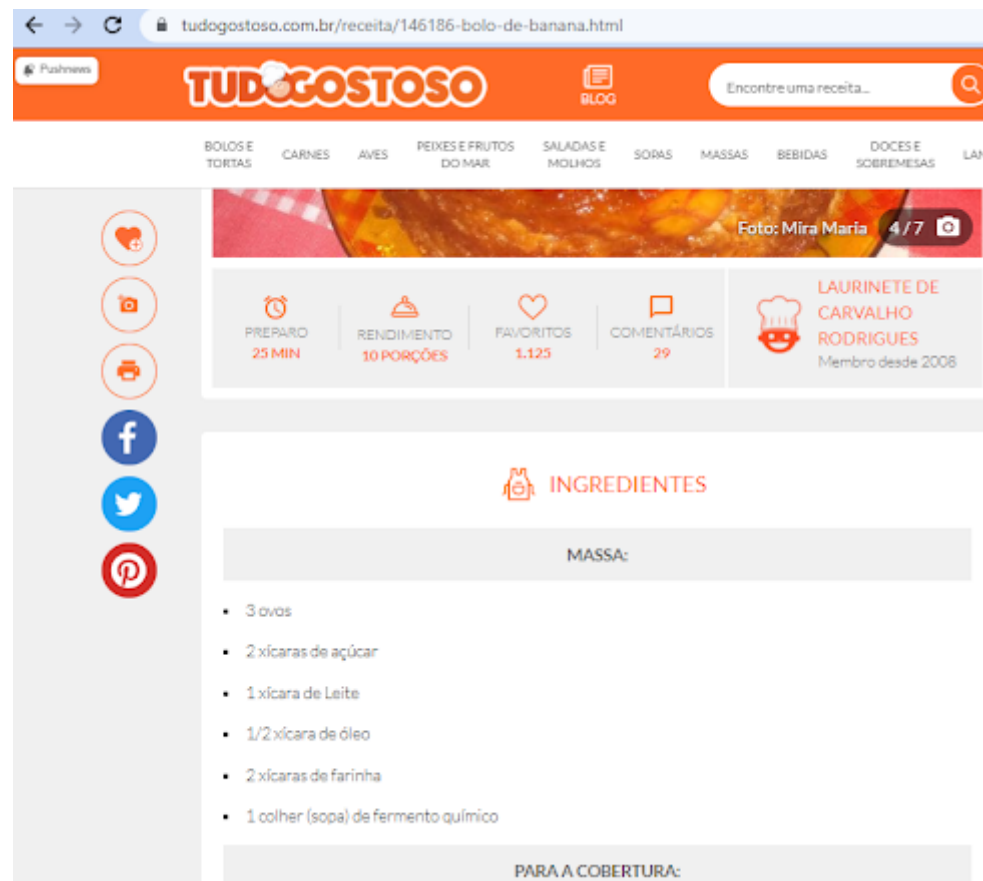 tudogostoso.com.br/receita/146186-bolo-de-banana.html
Pushnews
TUDOGOSTOSO
BLOG
Encontre uma receita...
BOLOS E TORTAS
CARNES
AVES
PEIXES E FRUTOS DO MAR
SALADAS E MOLHOS
SOPAS
MASSAS
BEBIDAS
DOCES E SOBREMESAS
LAN
Foto: Mira Maria 4/7
PREPARO
25 MIN
RENDIMENTO
10 PORÇÕES
FAVORITOS
1.125
COMENTÁRIOS
29
LAURINETE DE
CARVALHO
RODRIGUES
Membro desde 2008
INGREDIENTES
MASSA:
3 ovos
2 xícaras de açúcar
1 xícara de Leite
1/2 xícara de óleo
2 xícaras de farinha
1 colher (sopa) de fermento químico
PARA A COBERTURA: